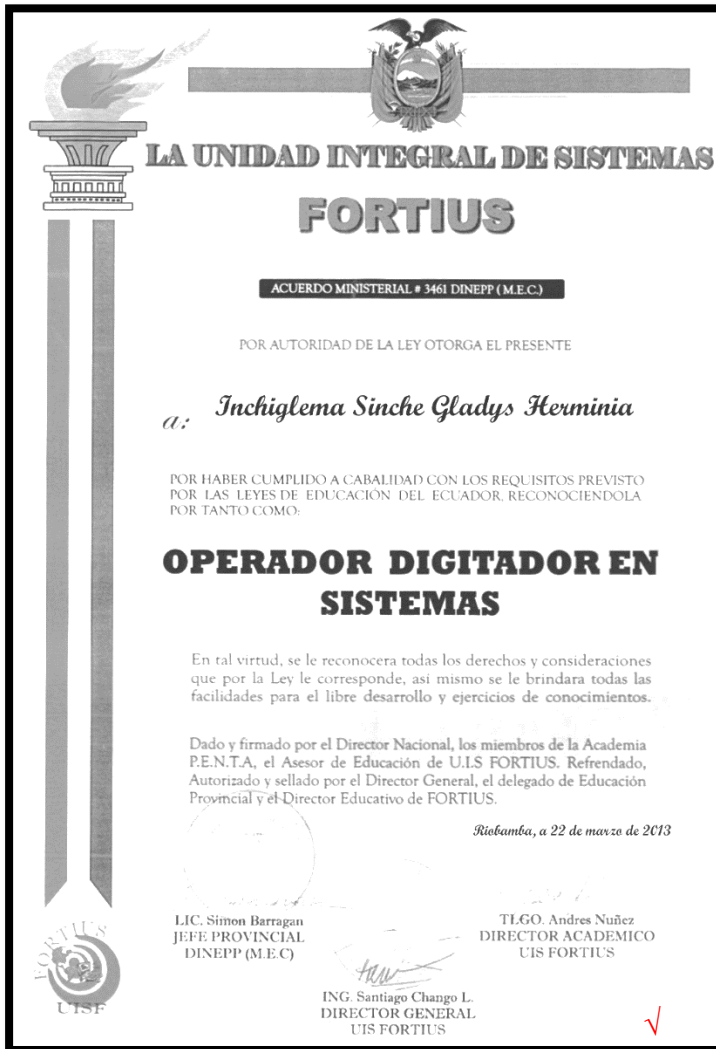 LA UNIDAD INTEGRAL DE SISTEMAS
FORTIUS
ACUERDO MINISTERIAL # 3461 DINEPP ( M.E.C.)
POR AUTORIDAD DE LA LEY OTORGA EL PRESENTE
a: Inchiglema Sinche Gladys Herminia
POR HABER CUMPLIDO A CABALIDAD CON LOS REQUISITOS PREVISTO
POR LAS LEYES DE EDUCACIÓN DEL ECUADOR, RECONOCIENDOLA
POR TANTO COMO:
OPERADOR DIGITADOR EN
SISTEMAS
En tal virtud, se le reconocera todas los derechos y consideraciones
que por la Ley le corresponde, asi mismo se le brindara todas las
facilidades para el libre desarrollo y ejercicios de conocimientos.
Dado y firmado por el Director Nacional, los miembros de la Academia
P.E.N.T.A, el Asesor de Educación de U.I.S FORTIUS. Refrendado,
Autorizado y sellado por el Director General, el delegado de Educación
Provincial y el Director Educativo de FORTIUS.
Riobamba, a 22 de marzo de 2013
LIC. Simon Barragan
JEFE PROVINCIAL
DINEPP (M.E.C)
TLGO. Andres Nuñez
DIRECTOR ACADEMICO
UIS FORTIUS
ING. Santiago Chango L.
DIRECTOR GENERAL
UIS FORTIUS
FORTIUS
UISF